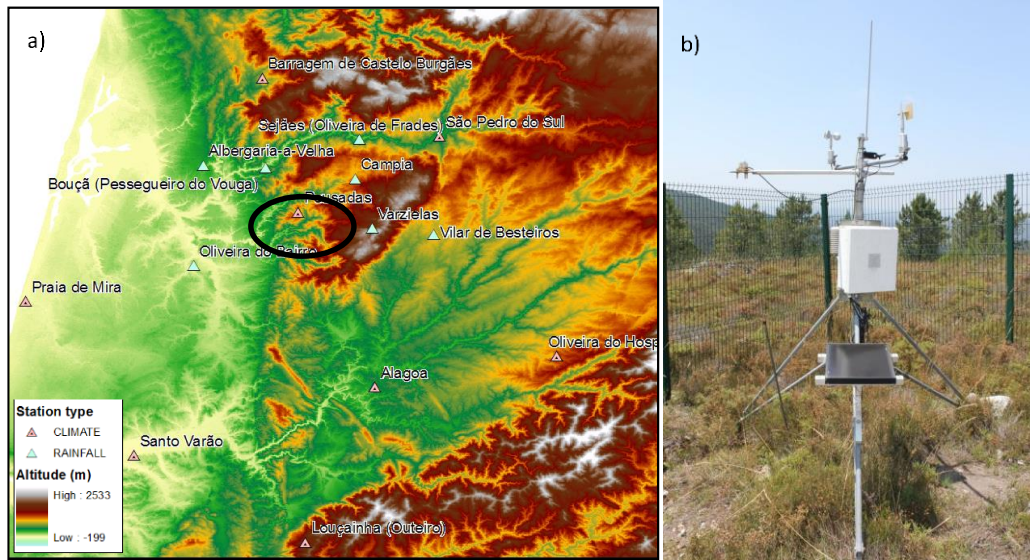 a)
Barragem de Castelo Burgães
Sejães (Oliveira de Frades)
São Pedro do Sul
Albergaria-a-Velha
Campia
Bouçã (Pessegueiro do Vouga)
Pousadas
Varzielas
Vilar de Besteiros
Oliveira do Bairro
Praia de Mira
Oliveira do Hosp
Alagoa
Santo Varão
Louçainha (Outeiro)
Station type
CLIMATE
RAINFALL
Altitude (m)
High : 2533
Low : -199
b)